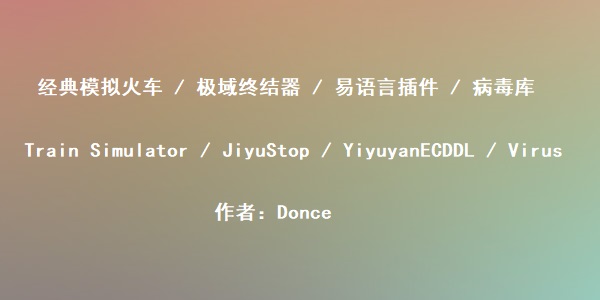 经典模拟火车 / 极域终结器 / 易语言插件 / 病毒库
Train Simulator / JiyuStop / YiyuyanECDDL / Virus
作者：Donce